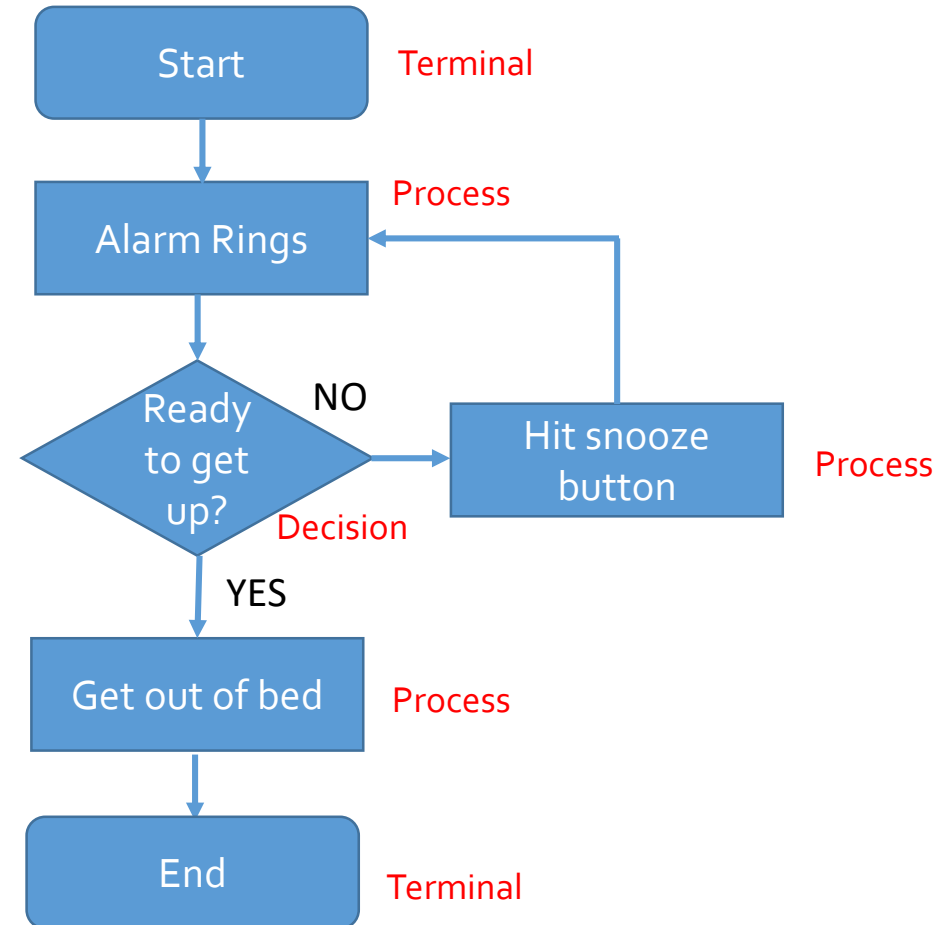 Start
Terminal
Process
Alarm Rings
NO
Ready
to get
up?
Decision
Hit snooze
button
Process
YES
Get out of bed
Process
End
Terminal